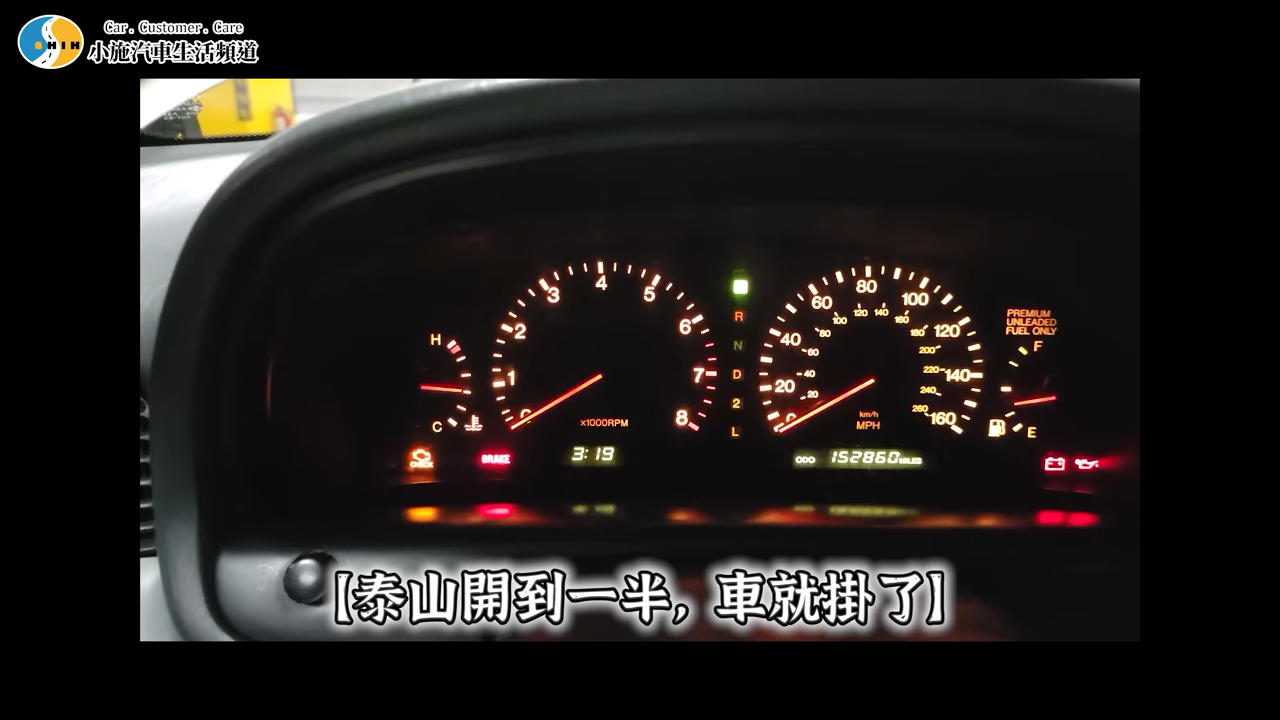 Car. Customer. Care
SHIH
小施汽車生活頻道
H
C
CHECK
BRAKE
0
1
2
3
4
5
6
7
8
x1000RPM
3:19
R
N
D
2
L
0
20
40
60
80
100
120
140
160
20
40
60
80
100
120
140
160
180
200
220
240
260
km/h
MPH
ODO 152860 MILES
PREMIUM
UNLEADED
FUEL ONLY
F
E
【泰山開到一半,車就掛了】